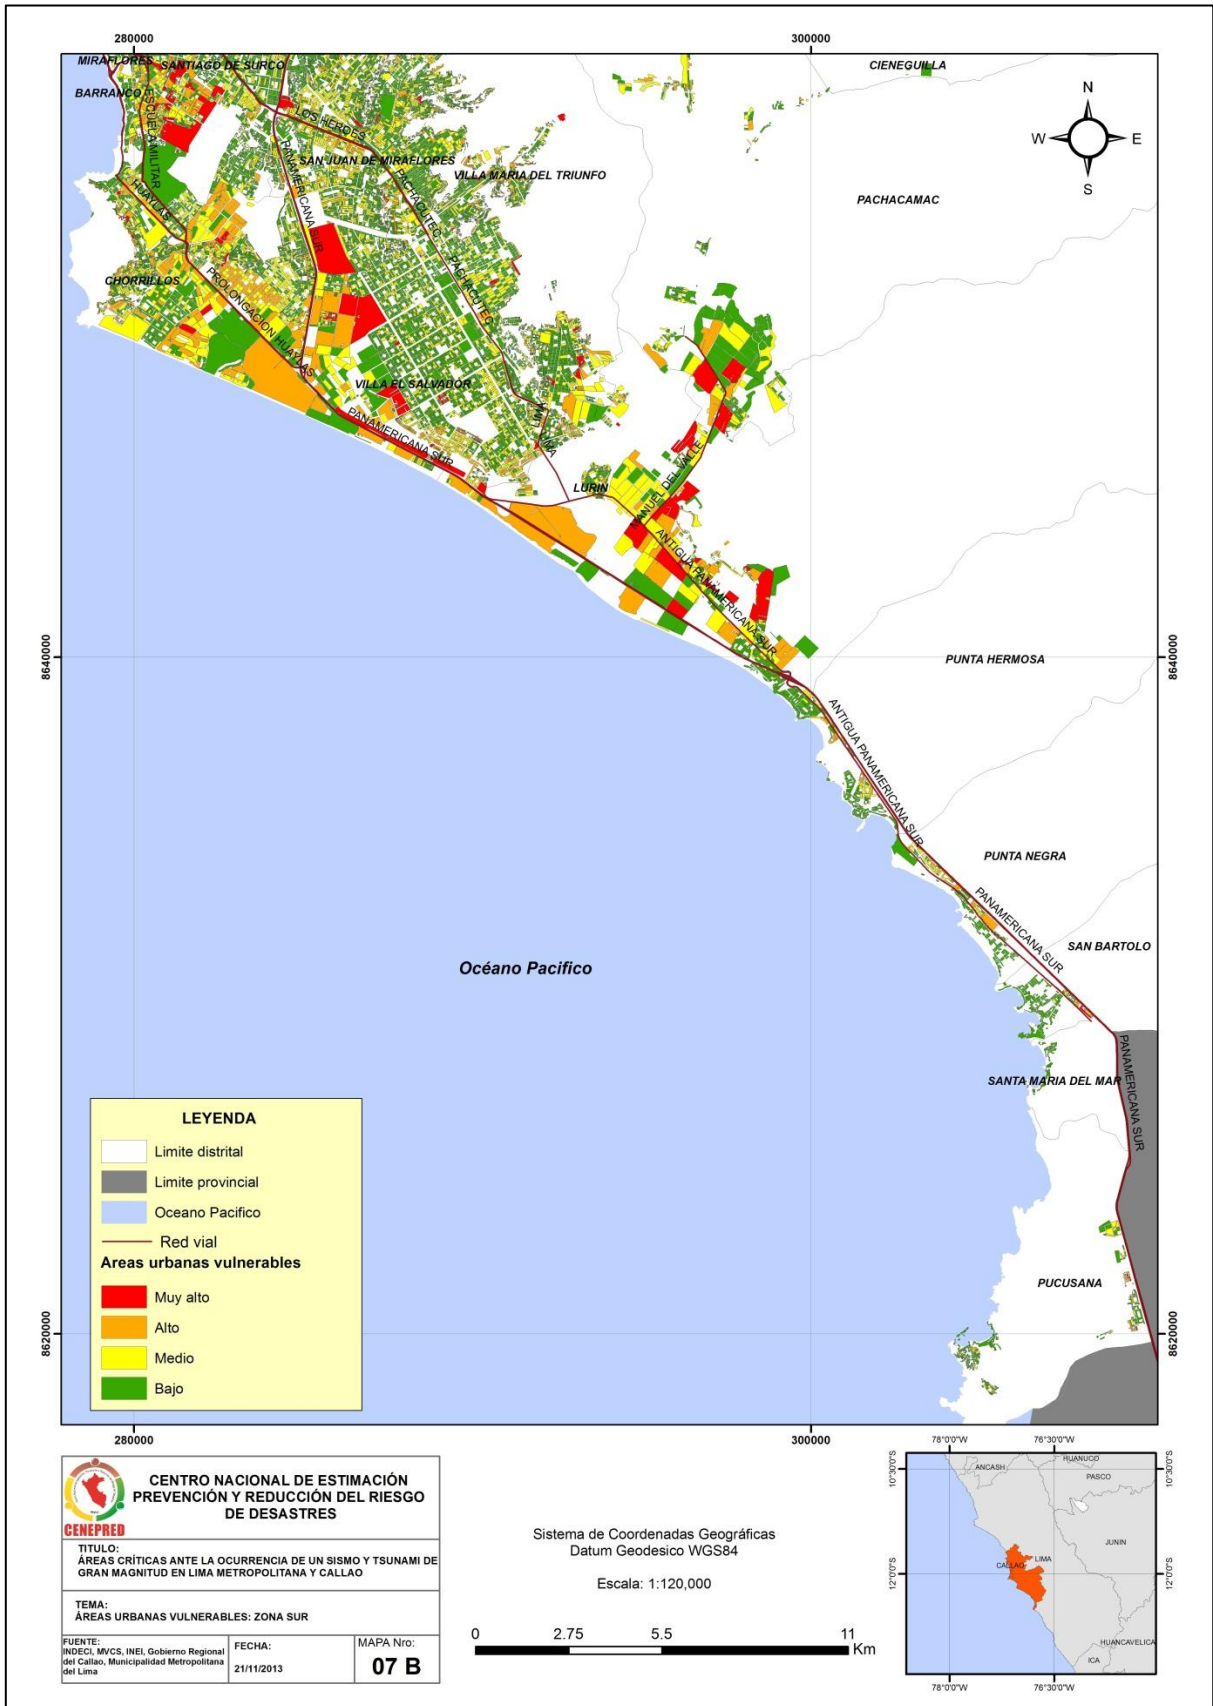 280000
300000
MIRAFLORES
SANTIAGO DE SURCO
CIENEGUILLA
BARRANCO
ESCUELA MILITAR
LOS HEROES
N
W
E
S
PANAMERICANA SUR
SAN JUAN DE MIRAFLORES
VILLA MARIA DEL TRIUNFO
PACHACUTEC
HUAYLAS
PACHACAMAC
PACHACUTEC
CHORRILLOS
PROLONGACION HUAYLAS
VILLA EL SALVADOR
PANAMERICANA SUR
LIMA
LIMA
MANUEL DEL VALLE
LURIN
ANTIGUA PANAMERICANA SUR
8640000
8640000
PUNTA HERMOSA
ANTIGUA PANAMERICANA SUR
PUNTA NEGRA
PANAMERICANA SUR
SAN BARTOLO
Océano Pacifico
SANTA MARIA DEL MAR
PANAMERICANA SUR
PUCUSANA
8620000
8620000
LEYENDA
Limite distrital
Limite provincial
Oceano Pacifico
Red vial
Areas urbanas vulnerables
Muy alto
Alto
Medio
Bajo
280000
300000
CENEPRED
CENTRO NACIONAL DE ESTIMACIÓN
PREVENCIÓN Y REDUCCIÓN DEL RIESGO
DE DESASTRES
TITULO:
ÁREAS CRÍTICAS ANTE LA OCURRENCIA DE UN SISMO Y TSUNAMI DE
GRAN MAGNITUD EN LIMA METROPOLITANA Y CALLAO
TEMA:
ÁREAS URBANAS VULNERABLES: ZONA SUR
FUENTE:
INDECI, MVCS, INEI, Gobierno Regional
del Callao, Municipalidad Metropolitana
del Lima
FECHA:
21/11/2013
MAPA Nro:
07 B
Sistema de Coordenadas Geográficas
Datum Geodesico WGS84
Escala: 1:120,000
0 2.75 5.5 11
Km
78°0'0"W 76°30'0"W
10°30'0"S
10°30'0"S
ANCASH
HUANUCO
PASCO
JUNIN
LIMA
CALLAO
12°0'0"S
12°0'0"S
HUANCAVELICA
ICA
78°0'0"W 76°30'0"W